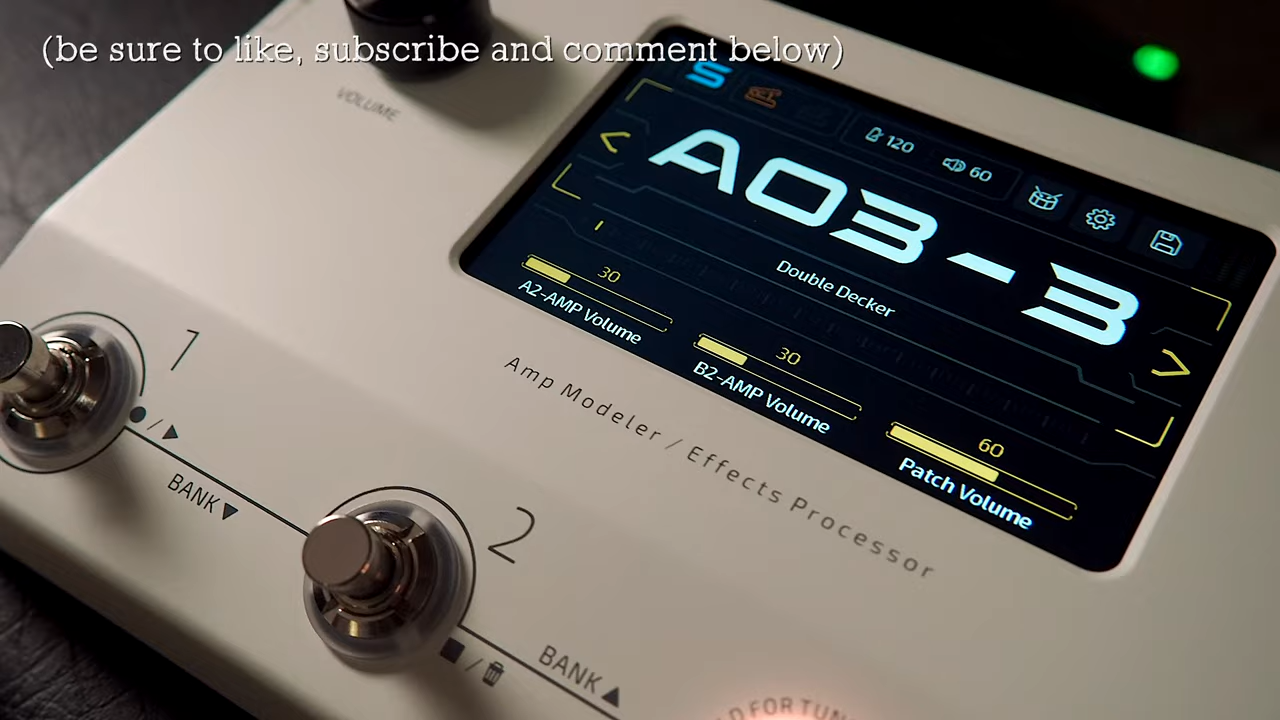 (be sure to like, subscribe and comment below)
VOLUME
S
120
60
A03-3
Double Decker
30
A2-AMP Volume
30
B2-AMP Volume
60
Patch Volume
Amp Modeler / Effects Processor
1
BANK▼
2
BANK▲
FOR